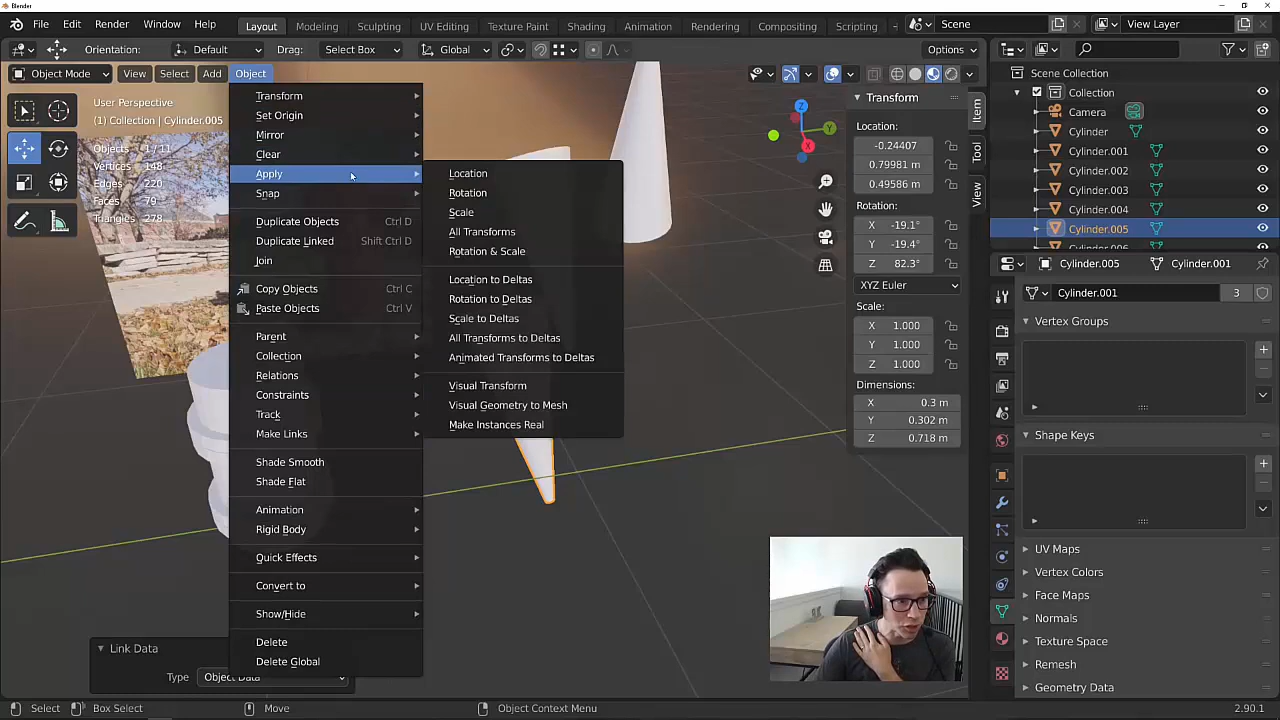 Blender
File Edit Render Window Help
Layout Modeling Sculpting UV Editing Texture Paint Shading Animation Rendering Compositing Scripting
Scene View Layer
Orientation: Default Drag: Select Box Global Options
Object Mode View Select Add Object
User Perspective
(1) Collection | Cylinder.005
Objects 1/11
Vertices 148
Edges 220
Faces 79
Triangles 278
Transform
Set Origin
Mirror
Clear
Apply
Snap
Duplicate Objects Ctrl D
Duplicate Linked Shift Ctrl D
Join
Copy Objects Ctrl C
Paste Objects Ctrl V
Parent
Collection
Relations
Constraints
Track
Make Links
Shade Smooth
Shade Flat
Animation
Rigid Body
Quick Effects
Convert to
Show/Hide
Delete
Delete Global
Location
Rotation
Scale
All Transforms
Rotation & Scale
Location to Deltas
Rotation to Deltas
Scale to Deltas
All Transforms to Deltas
Animated Transforms to Deltas
Visual Transform
Visual Geometry to Mesh
Make Instances Real
Link Data
Type Object Data
Z
Y
X
Transform
Location:
-0.24407
0.79981 m
0.49586 m
Rotation:
X -19.1°
Y -19.4°
Z 82.3°
XYZ Euler
Scale:
X 1.000
Y 1.000
Z 1.000
Dimensions:
X 0.3 m
Y 0.302 m
Z 0.718 m
Item
Tool
View
Scene Collection
Collection
Camera
Cylinder
Cylinder.001
Cylinder.002
Cylinder.003
Cylinder.004
Cylinder.005
Cylinder.006
Cylinder.005 Cylinder.001
Cylinder.001 3
Vertex Groups
Shape Keys
UV Maps
Vertex Colors
Face Maps
Normals
Texture Space
Remesh
Geometry Data
Select Box Select Move Object Context Menu 2.90.1